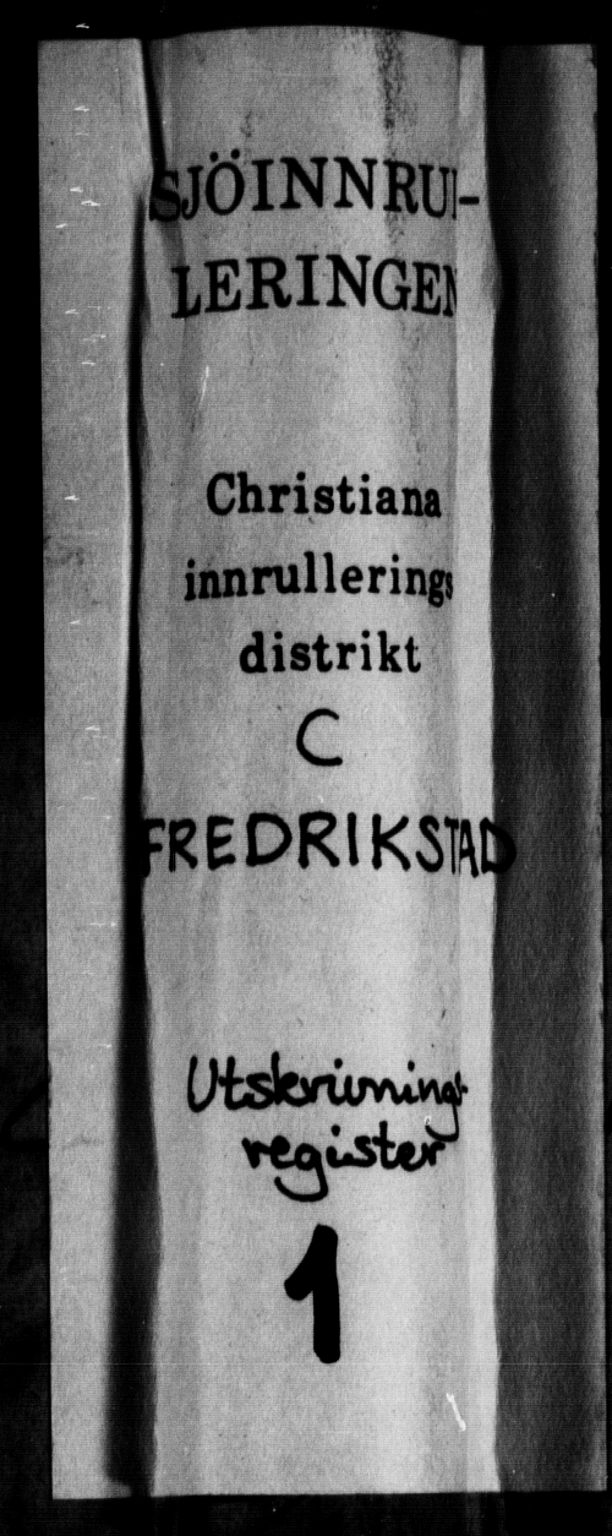 SJÖINNRUL-
LERINGEN
Christiana
innrullerings
distrikt
C
FREDRIKSTAD
Utskrivnings-
register
1